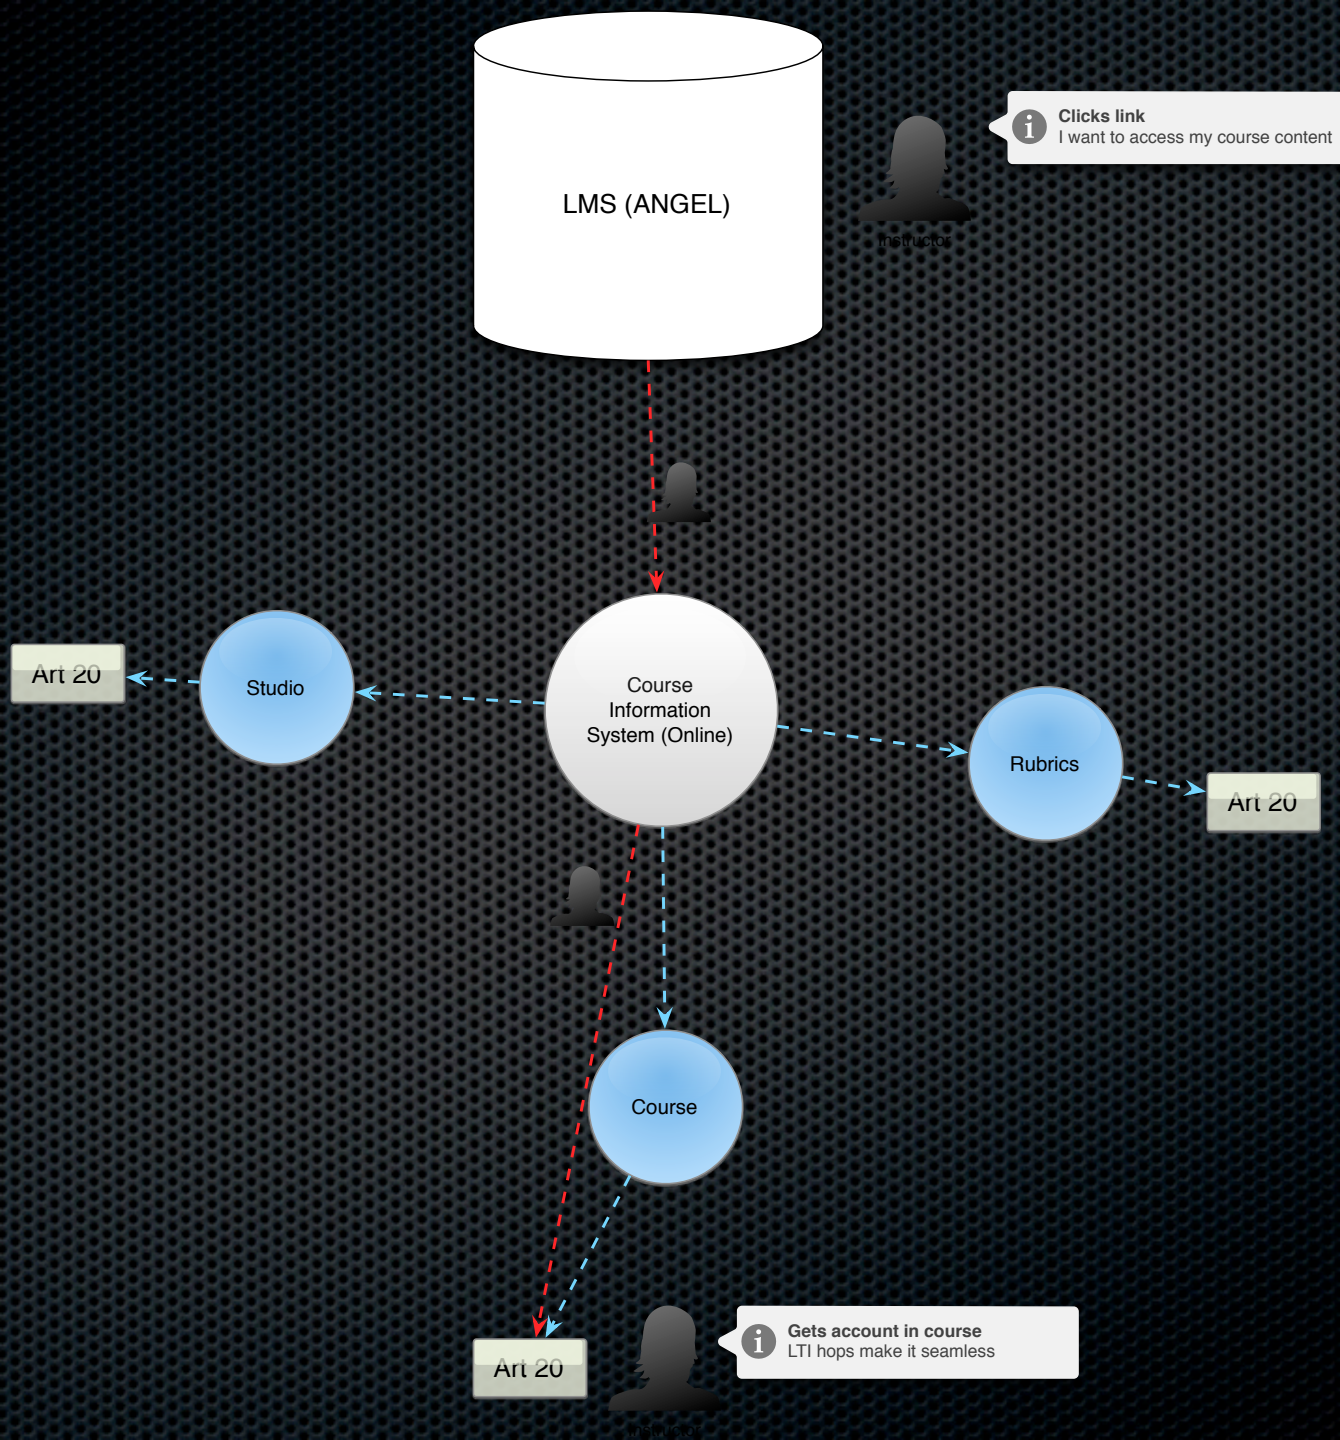 Clicks link
I want to access my course content
LMS (ANGEL)
Instructor
Art 20
Studio
Course
Information
System (Online)
Rubrics
Art 20
Course
Gets account in course
LTI hops make it seamless
Art 20
Instructor